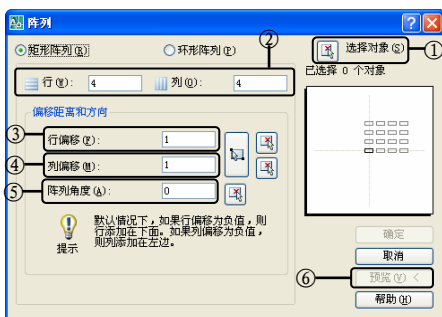 阵列
矩形阵列(R)
环形阵列(P)
②
选择对象(S)
①
已选择 0 个对象
行(W): 4
列(O): 4
偏移距离和方向
③
行偏移(F): 1
④
列偏移(M): 1
⑤
阵列角度(A): 0
默认情况下，如果行偏移为负值，则
行添加在下面。如果列偏移为负值，
则列添加在左边。
提示
确定
取消
⑥
预览(V) <
帮助(H)